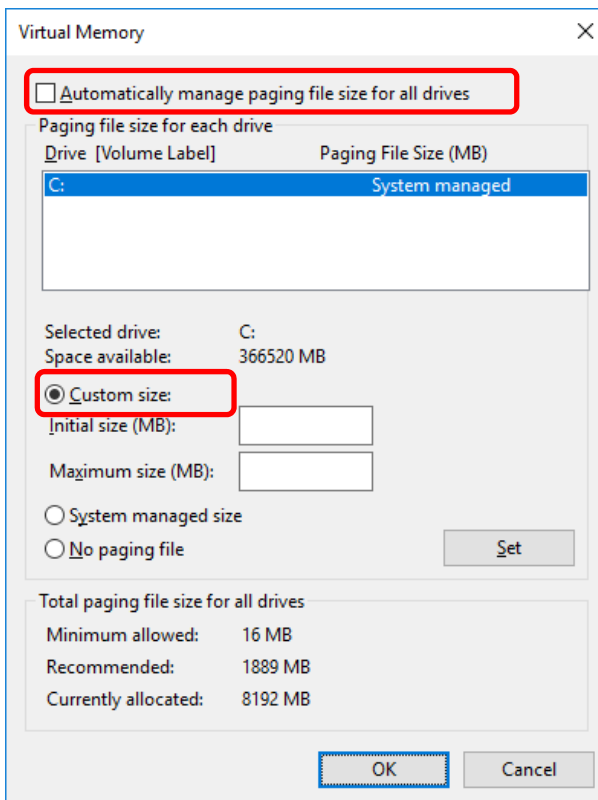 Virtual Memory
Automatically manage paging file size for all drives
Paging file size for each drive
Drive [Volume Label] Paging File Size (MB)
C: System managed
Selected drive: C:
Space available: 366520 MB
Custom size:
Initial size (MB):
Maximum size (MB):
System managed size
No paging file Set
Total paging file size for all drives
Minimum allowed: 16 MB
Recommended: 1889 MB
Currently allocated: 8192 MB
OK Cancel